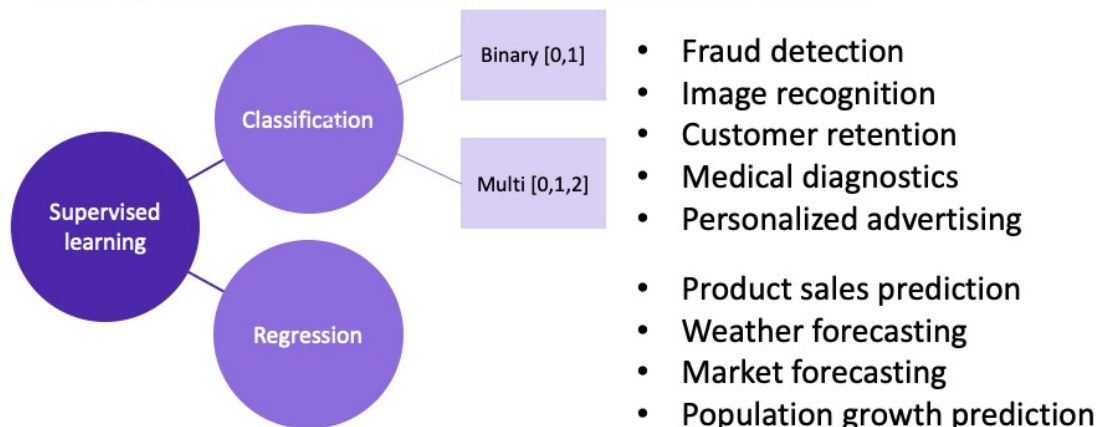 Supervised
learning
Classification
Binary [0,1]
Multi [0,1,2]
• Fraud detection
• Image recognition
• Customer retention
• Medical diagnostics
• Personalized advertising
Regression
• Product sales prediction
• Weather forecasting
• Market forecasting
• Population growth prediction